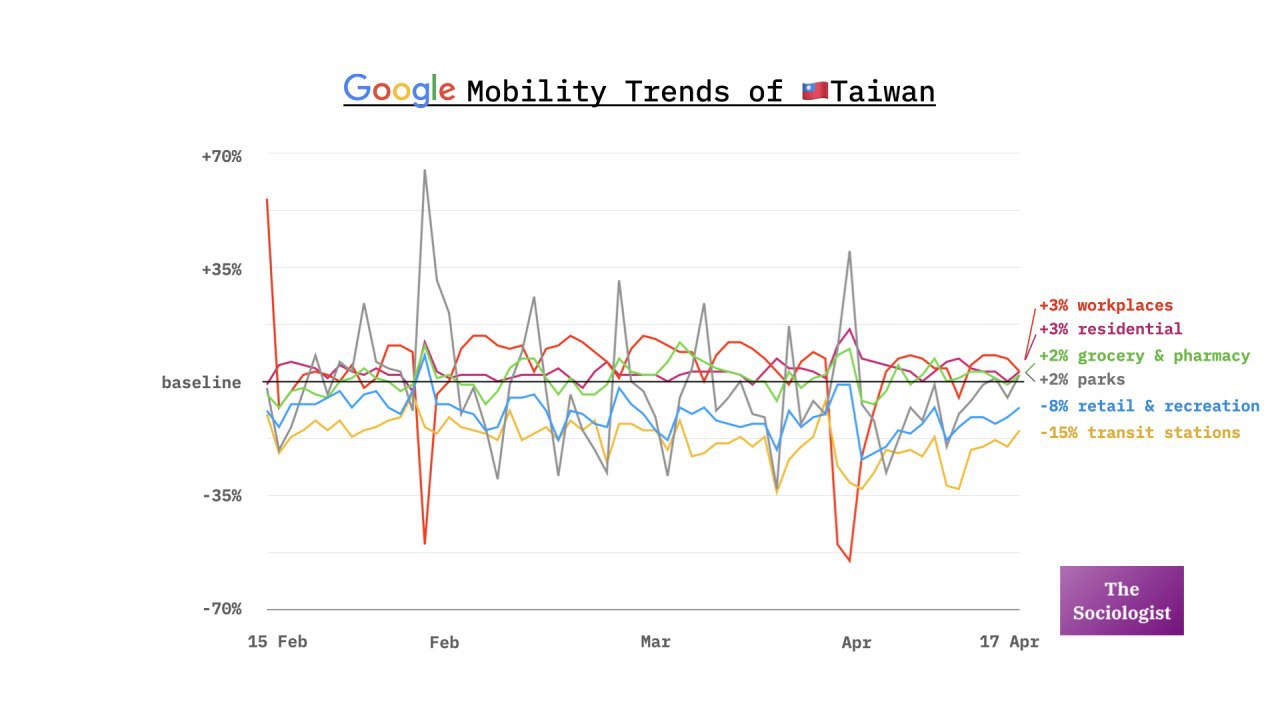 Google Mobility Trends of 🇹🇼Taiwan
+70%
+35%
baseline
-35%
-70%
15 Feb
Feb
Mar
Apr
17 Apr
+3% workplaces
+3% residential
+2% grocery & pharmacy
+2% parks
-8% retail & recreation
-15% transit stations
The
Sociologist